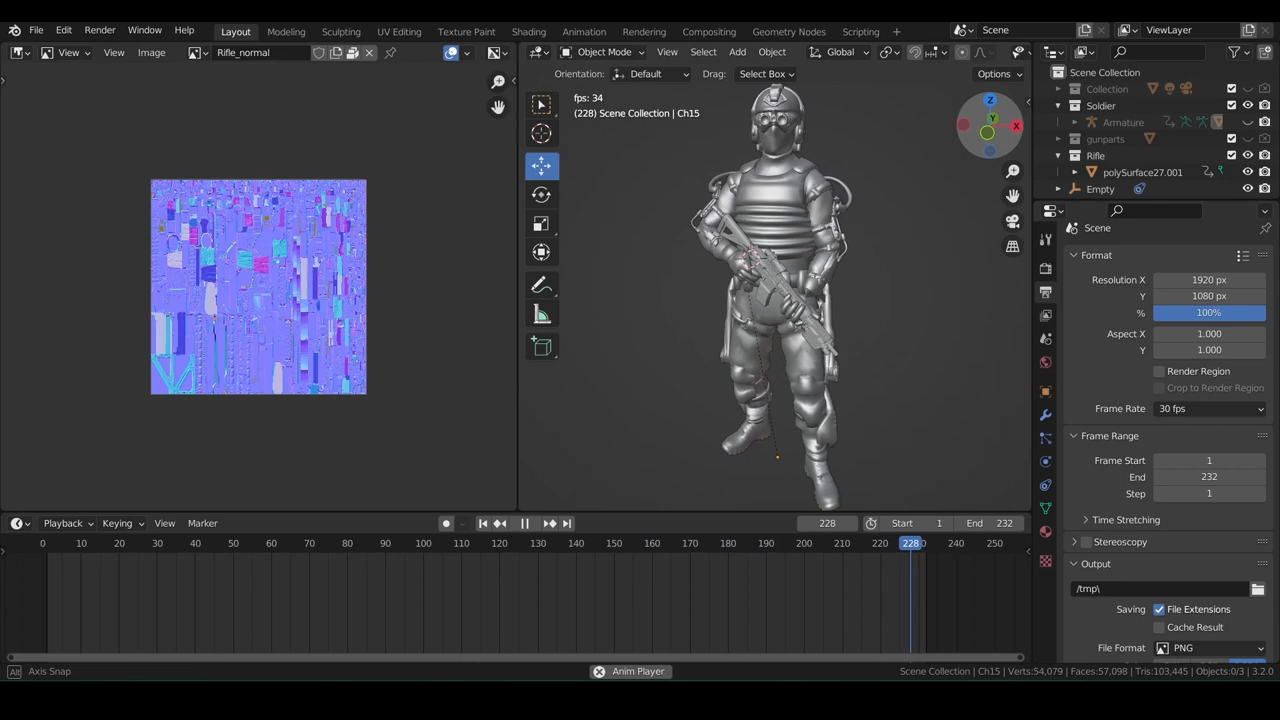 File Edit Render Window Help Layout Modeling Sculpting UV Editing Texture Paint Shading Animation Rendering Compositing Geometry Nodes Scripting + Scene ViewLayer
View View Image Rifle_normal Object Mode View Select Add Object Global
Orientation: Default Drag: Select Box Options
fps: 34
(228) Scene Collection | Ch15
Z
Y
X
Scene Collection
Collection
Soldier
Armature
gunparts
Rifle
polySurface27.001
Empty
Scene
Format
Resolution X 1920 px
Y 1080 px
% 100%
Aspect X 1.000
Y 1.000
Render Region
Crop to Render Region
Frame Rate 30 fps
Frame Range
Frame Start 1
End 232
Step 1
Time Stretching
Stereoscopy
Output
/tmp\
Saving File Extensions
Cache Result
File Format PNG
Playback Keying View Marker 228 Start 1 End 232
0 10 20 30 40 50 60 70 80 90 100 110 120 130 140 150 160 170 180 190 200 210 220 228 0 240 250
Alt Axis Snap Anim Player Scene Collection | Ch15 | Verts:54,079 | Faces:57,098 | Tris:103,445 | Objects:0/3 | 3.2.0